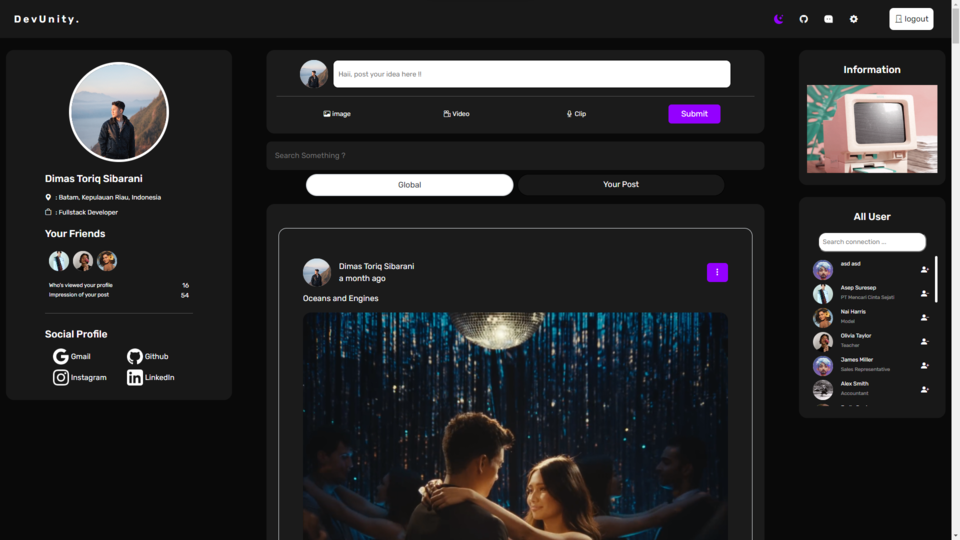 DevUnity.
logout
Dimas Toriq Sibarani
: Batam, Kepulauan Riau, Indonesia
: Fullstack Developer
Your Friends
Who's viewed your profile 16
Impression of your post 54
Social Profile
Gmail
Github
Instagram
LinkedIn
Haii, post your idea here !!
Image
Video
Clip
Submit
Search Something ?
Global
Your Post
Dimas Toriq Sibarani
a month ago
Oceans and Engines
Information
All User
Search connection ...
asd asd
Asep Suresep
PT Mencari Cinta Sejati
Nal Harris
Model
Olivia Taylor
Teacher
James Miller
Sales Representative
Alex Smith
Accountant